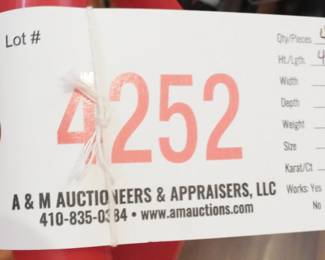 Lot #
Qty/Pieces
Ht./Lgth. 4
Width
Depth
Weight
Size
Karat/Ct
Works: Yes
No
4252
A & M AUCTIONEERS & APPRAISERS, LLC
410-835-0384 • www.amauctions.com